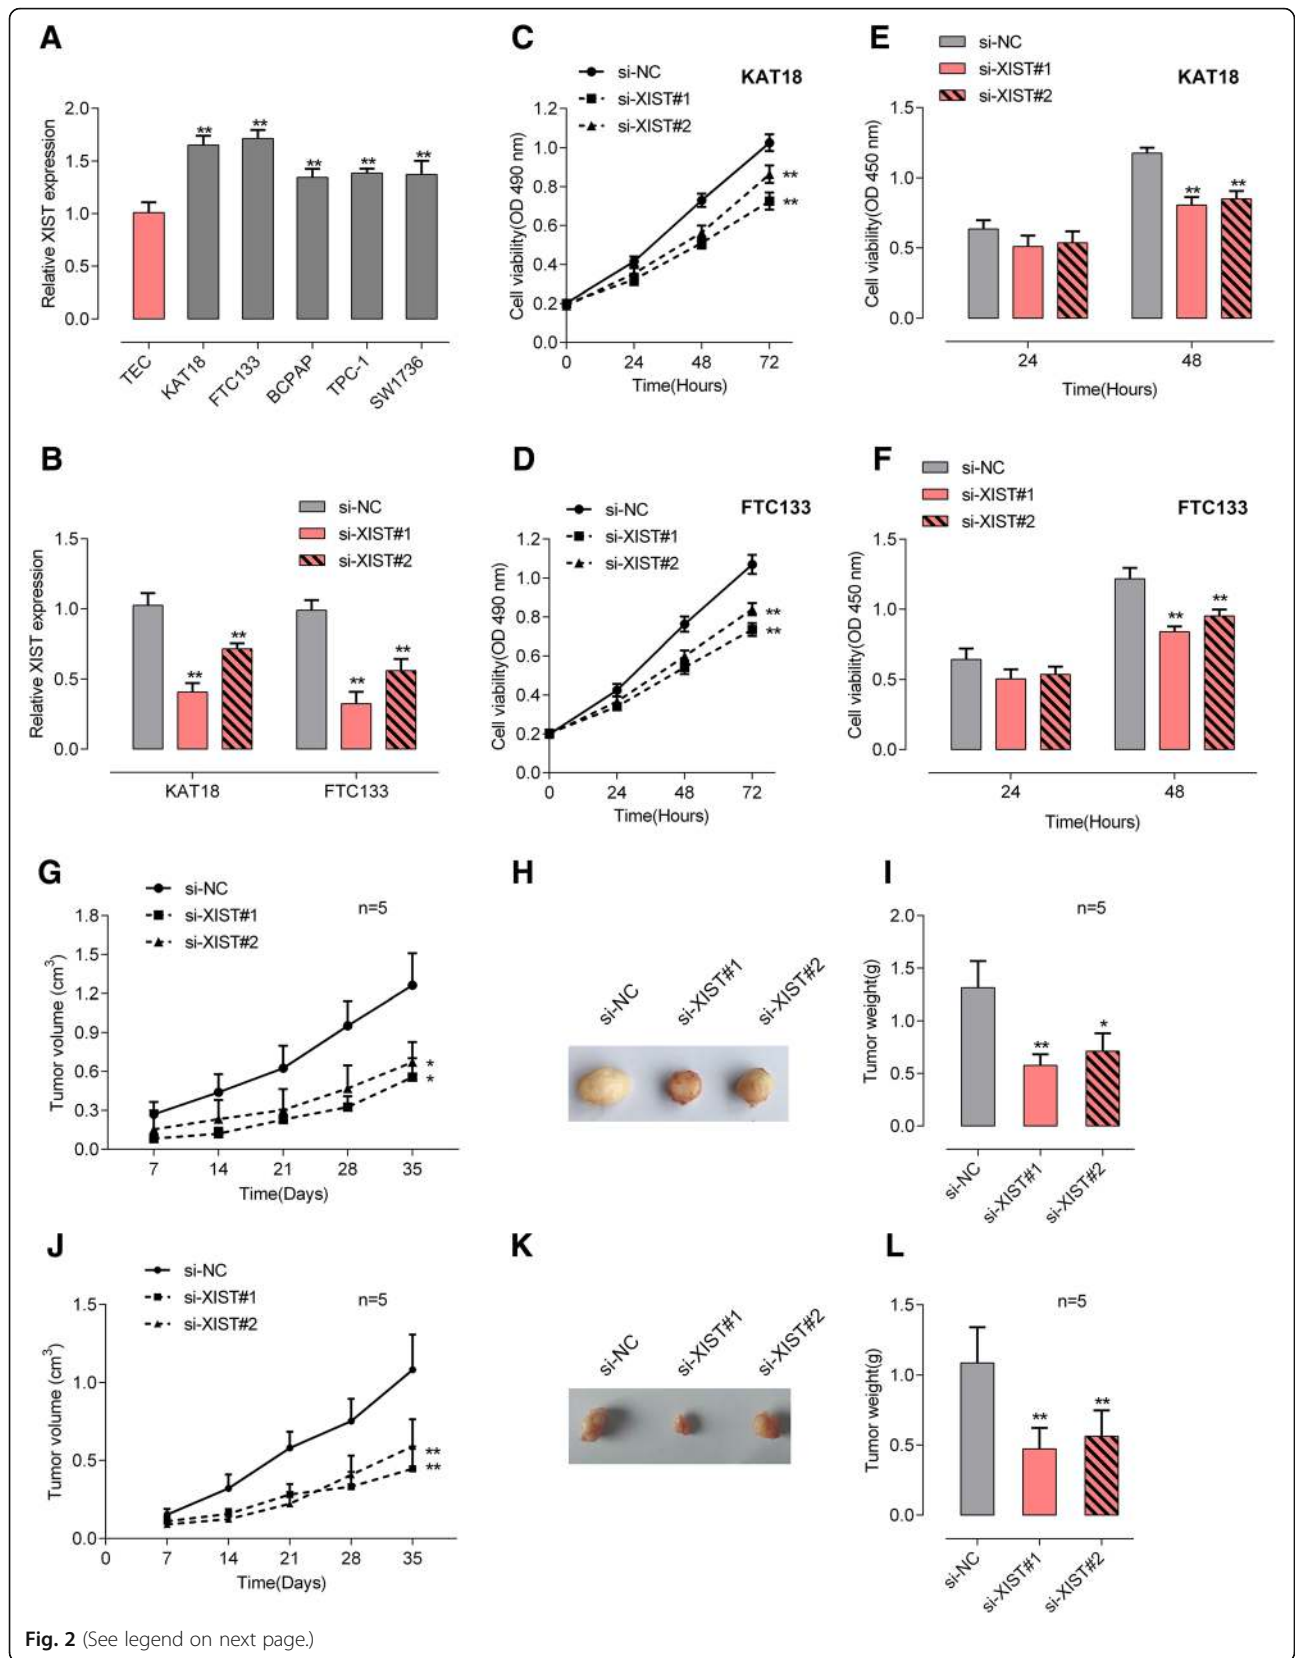 A
2.0
1.5
1.0
0.5
0.0
Relative XIST expression
**
**
**
**
**
TEC
KAT18
FTC133
BCPAP
TPC-1
SW1736
C
si-NC
si-XIST#1
si-XIST#2
KAT18
1.2
1.0
0.8
0.6
0.4
0.2
0.0
Cell viability(OD 490 nm)
**
**
0 24 48 72
Time(Hours)
E
si-NC
si-XIST#1
si-XIST#2
KAT18
1.5
1.0
0.5
0.0
Cell viability(OD 450 nm)
** **
24 48
Time(Hours)
B
si-NC
si-XIST#1
si-XIST#2
1.5
1.0
0.5
0.0
Relative XIST expression
** **
** **
KAT18 FTC133
D
si-NC
si-XIST#1
si-XIST#2
FTC133
1.2
1.0
0.8
0.6
0.4
0.2
0.0
Cell viability(OD 490 nm)
**
**
0 24 48 72
Time(Hours)
F
si-NC
si-XIST#1
si-XIST#2
FTC133
1.5
1.0
0.5
0.0
Cell viability(OD 450 nm)
** **
24 48
Time(Hours)
G
si-NC
si-XIST#1
si-XIST#2
n=5
1.8
1.5
1.2
0.9
0.6
0.3
0.0
Tumor volume (cm3)
*
*
7 14 21 28 35
Time(Days)
H
si-NC
si-XIST#1
si-XIST#2
I
n=5
2.0
1.5
1.0
0.5
0.0
Tumor weight(g)
**
*
si-NC
si-XIST#1
si-XIST#2
J
si-NC
si-XIST#1
si-XIST#2
n=5
1.5
1.0
0.5
0.0
Tumor volume (cm3)
**
**
0 7 14 21 28 35
Time(Days)
K
si-NC
si-XIST#1
si-XIST#2
L
n=5
1.5
1.0
0.5
0.0
Tumor weight(g)
**
**
si-NC
si-XIST#1
si-XIST#2
Fig. 2 (See legend on next page.)